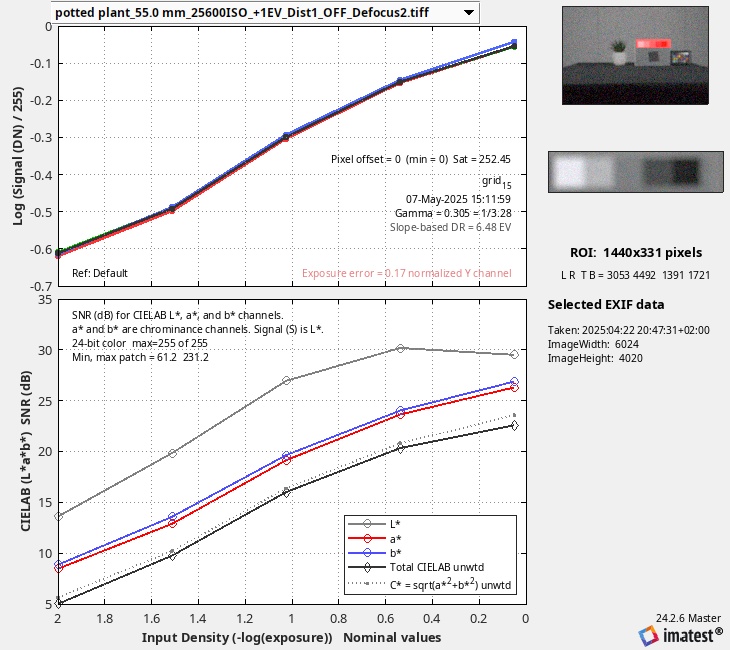 potted plant_55.0 mm_25600ISO_+1EV_Dist1_OFF_Defocus2.tiff
0
-0.1
-0.2
-0.3
-0.4
-0.5
-0.6
-0.7
Log (Signal (DN) / 255)
Pixel offset = 0 (min = 0) Sat = 252.45
grid15
07-May-2025 15:11:59
Gamma = 0.305 = 1/3.28
Slope-based DR = 6.48 EV
Ref: Default
Exposure error = 0.17 normalized Y channel
ROI: 1440x331 pixels
L R T B = 3053 4492 1391 1721
Selected EXIF data
Taken: 2025:04:22 20:47:31+02:00
ImageWidth: 6024
ImageHeight: 4020
35
30
25
20
15
10
5
CIELAB (L*a*b*) SNR (dB)
SNR (dB) for CIELAB L*, a*, and b* channels.
a* and b* are chrominance channels. Signal (S) is L*.
24-bit color max=255 of 255
Min, max patch = 61.2 231.2
L*
a*
b*
Total CIELAB unwtd
C* = sqrt(a*2+b*2) unwtd
2 1.8 1.6 1.4 1.2 1 0.8 0.6 0.4 0.2 0
Input Density (-log(exposure)) Nominal values
24.2.6 Master
imatest®